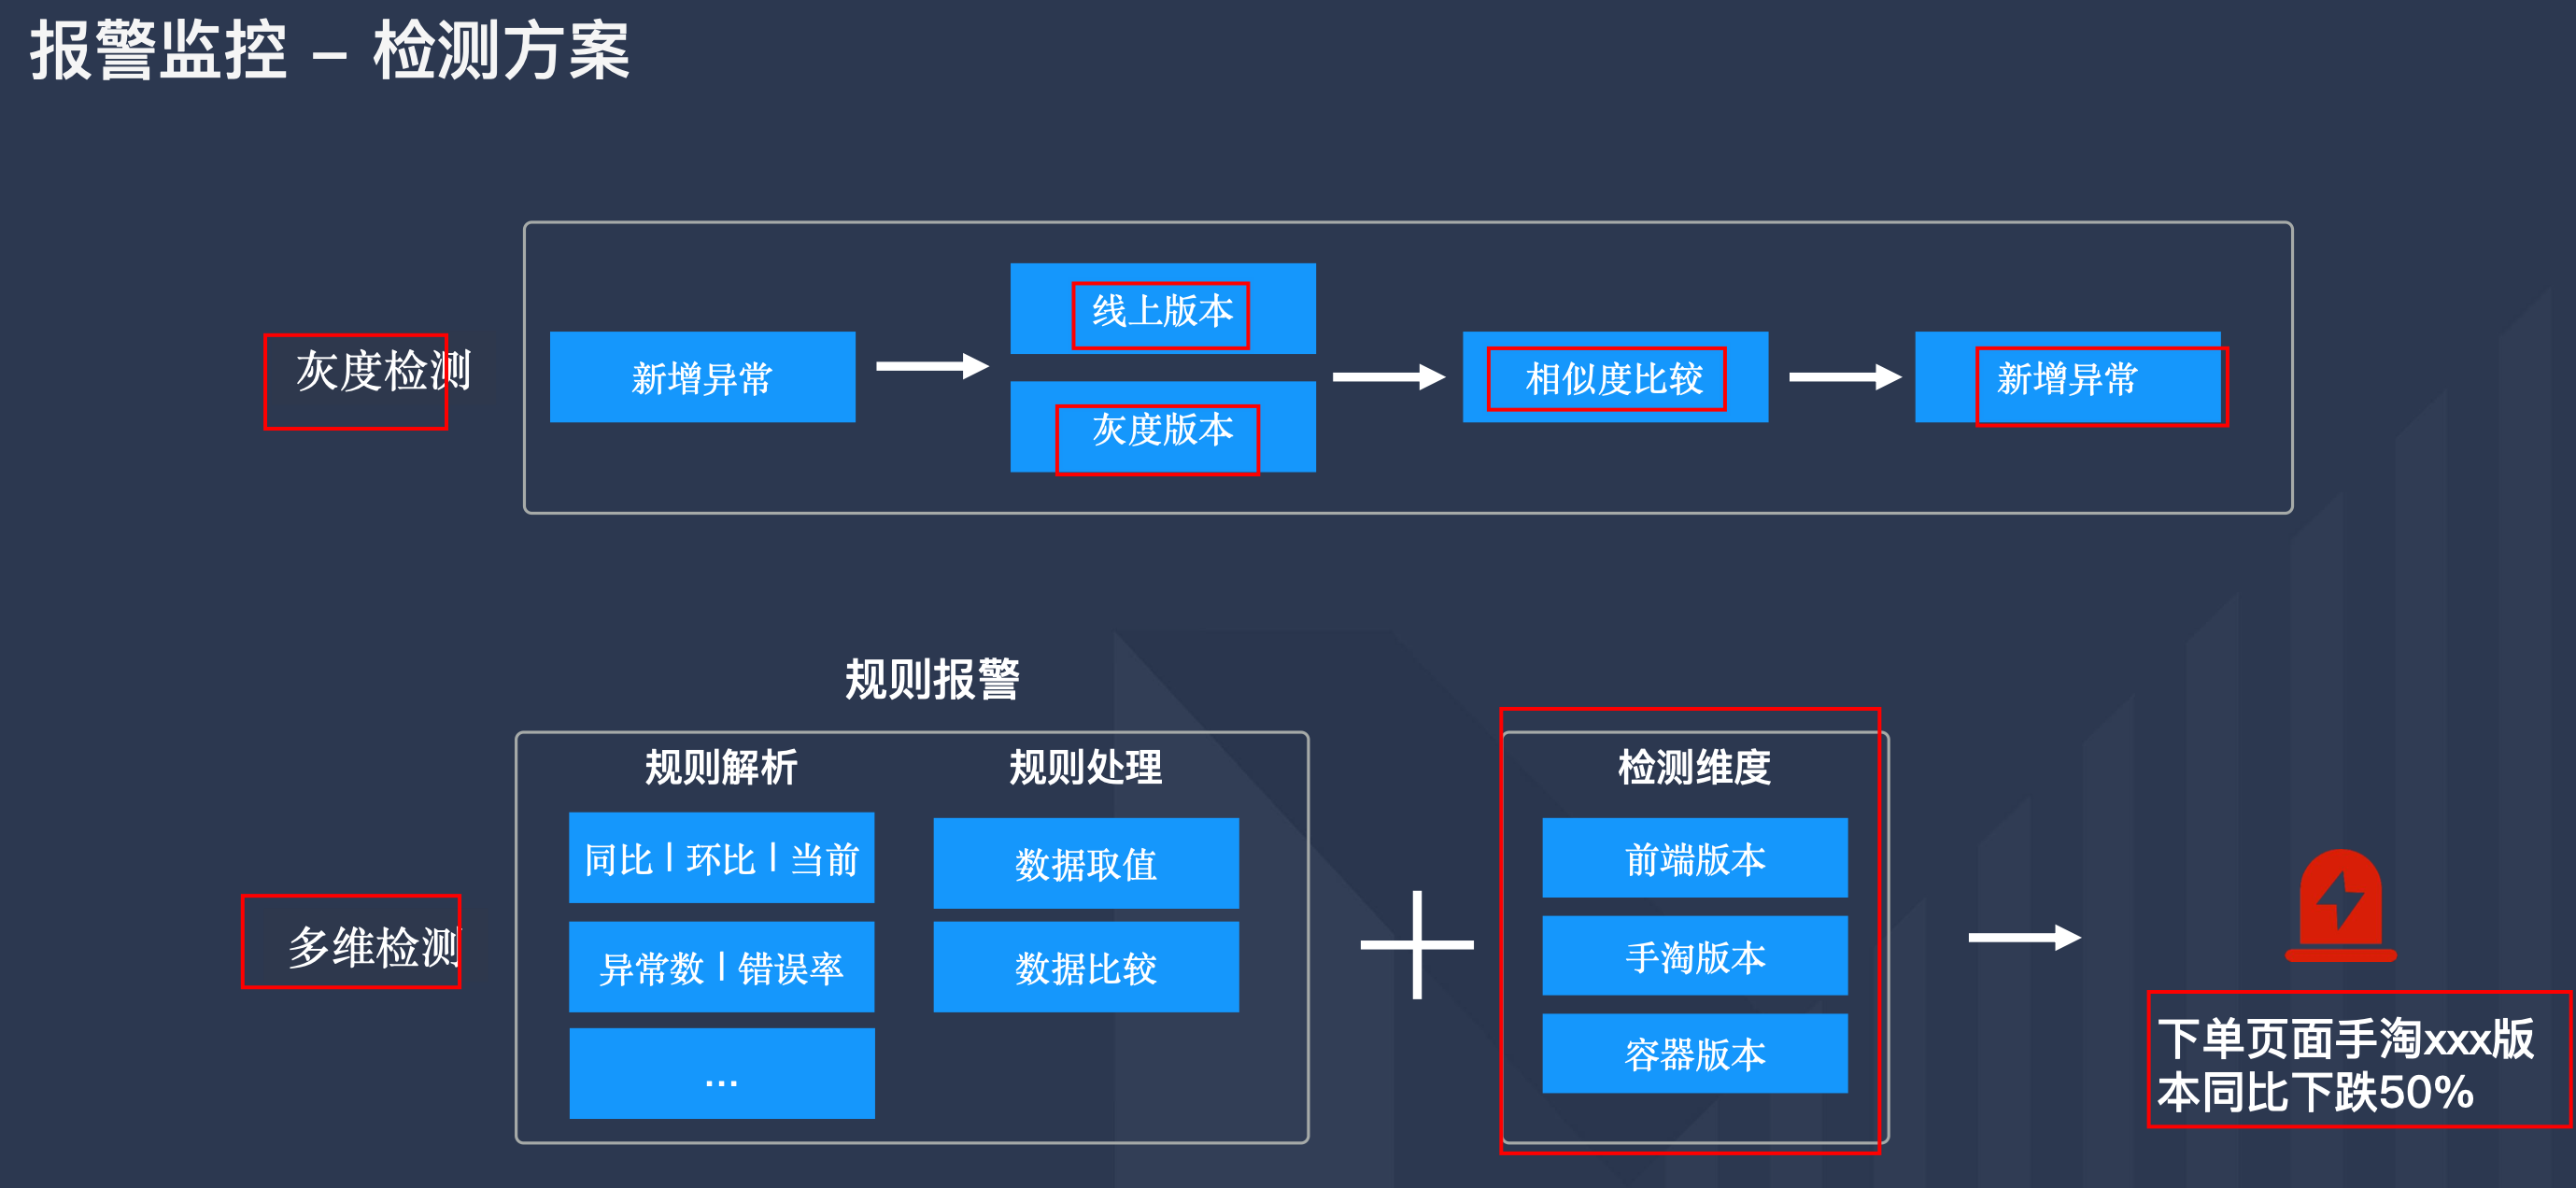 报警监控 – 检测方案
灰度检测
新增异常
线上版本
灰度版本
相似度比较
新增异常
规则报警
多维检测
规则解析
同比 | 环比 | 当前
异常数 | 错误率
...
规则处理
数据取值
数据比较
检测维度
前端版本
手淘版本
容器版本
下单页面手淘xxx版
本同比下跌50%